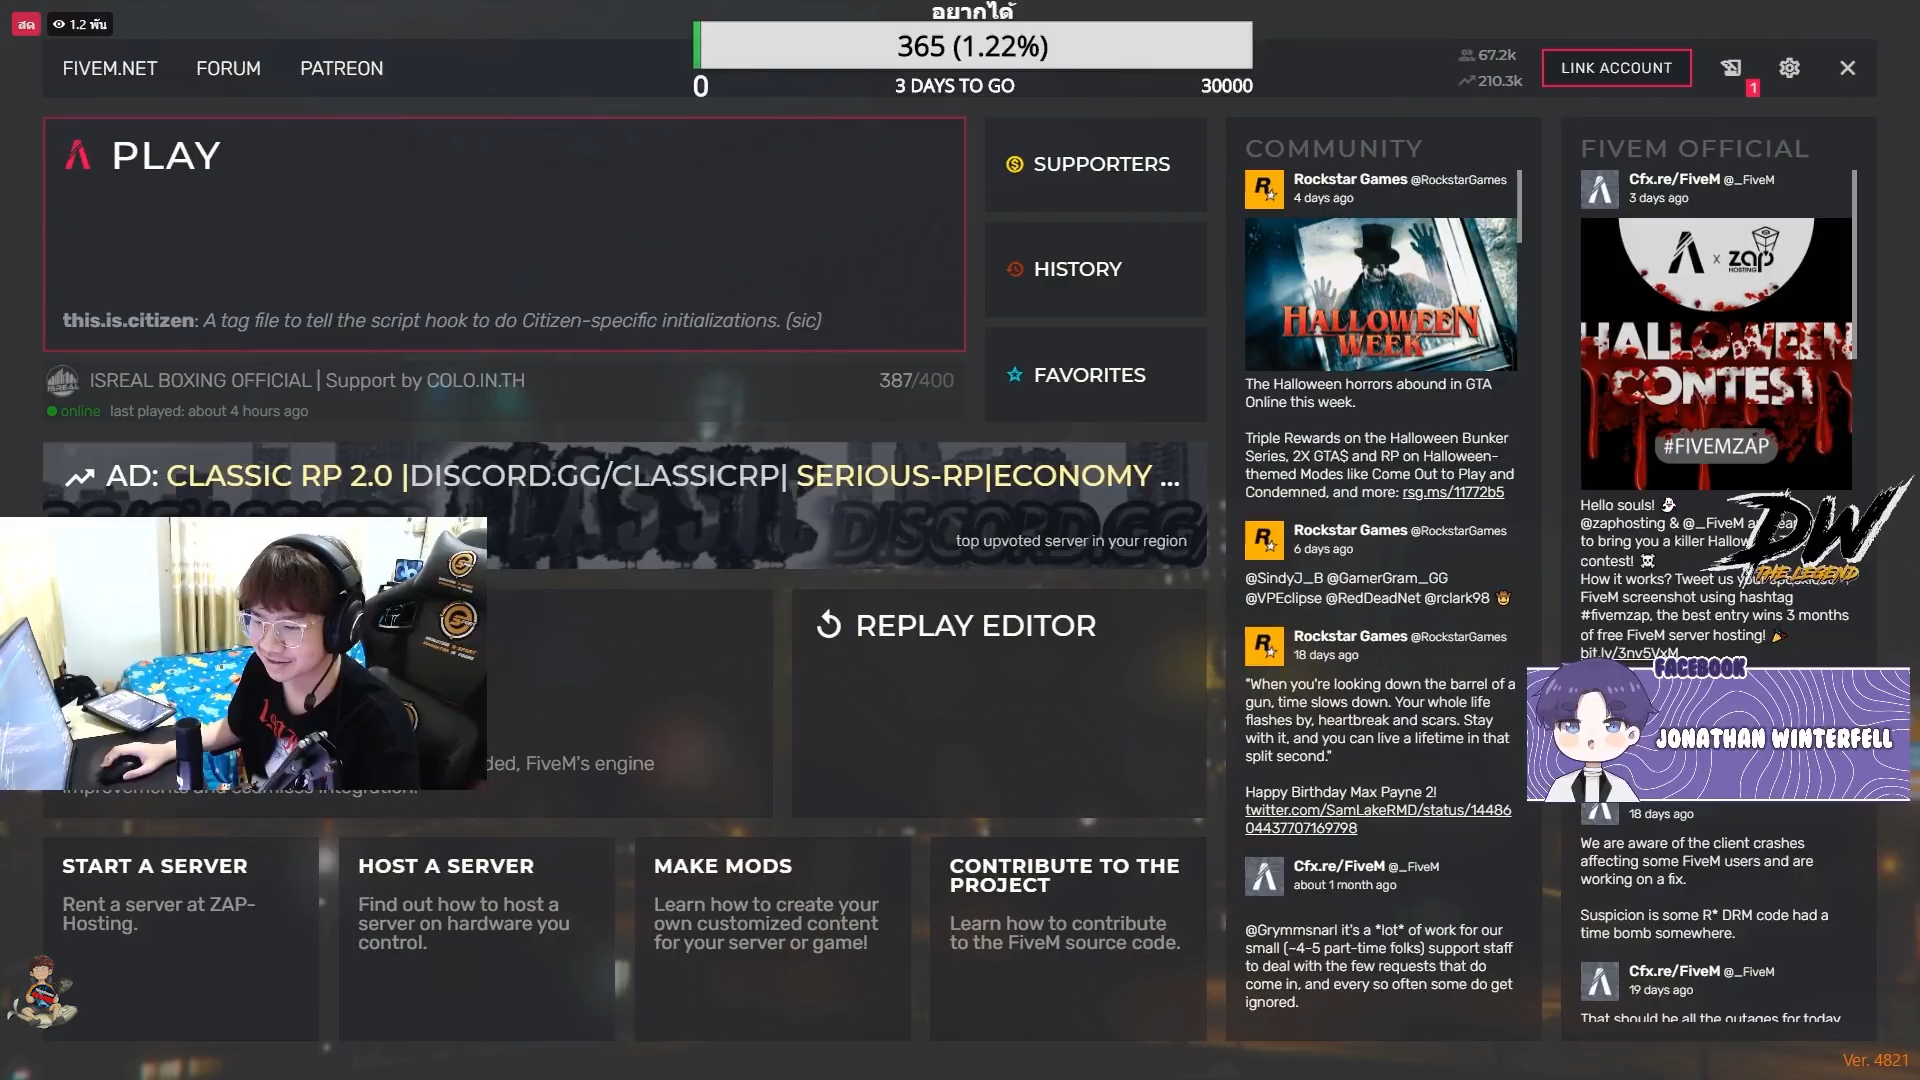 สด
1.2 พัน
อยากได้
365 (1.22%)
0
3 DAYS TO GO
30000
FIVEM.NET
FORUM
PATREON
67.2k
210.3k
LINK ACCOUNT
1
PLAY
this.is.citizen: A tag file to tell the script hook to do Citizen-specific initializations. (sic)
ISREAL BOXING OFFICIAL | Support by COLO.IN.TH
387/400
online last played: about 4 hours ago
SUPPORTERS
HISTORY
FAVORITES
AD: CLASSIC RP 2.0 |DISCORD.GG/CLASSICRP| SERIOUS-RP|ECONOMY ...
top upvoted server in your region
ded, FiveM's engine
improvements and seamless integration.
REPLAY EDITOR
START A SERVER
Rent a server at ZAP-
Hosting.
HOST A SERVER
Find out how to host a
server on hardware you
control.
MAKE MODS
Learn how to create your
own customized content
for your server or game!
CONTRIBUTE TO THE
PROJECT
Learn how to contribute
to the FiveM source code.
COMMUNITY
Rockstar Games @RockstarGames
4 days ago
HALLOWEEN
WEEK
The Halloween horrors abound in GTA
Online this week.
Triple Rewards on the Halloween Bunker
Series, 2X GTA$ and RP on Halloween-
themed Modes like Come Out to Play and
Condemned, and more: rsg.ms/11772b5
Rockstar Games @RockstarGames
6 days ago
@SindyJ_B @GamerGram_GG
@VPEclipse @RedDeadNet @rclark98 🤠
Rockstar Games @RockstarGames
18 days ago
"When you're looking down the barrel of a
gun, time slows down. Your whole life
flashes by, heartbreak and scars. Stay
with it, and you can live a lifetime in that
split second."
Happy Birthday Max Payne 2!
twitter.com/SamLakeRMD/status/14486
04437707169798
Cfx.re/FiveM @_FiveM
about 1 month ago
@Grymmsnarl it's a *lot* of work for our
small (~4-5 part-time folks) support staff
to deal with the few requests that do
come in, and every so often some do get
ignored.
FIVEM OFFICIAL
Cfx.re/FiveM @_FiveM
3 days ago
x zap
HOSTING
HALLOWEEN
CONTEST
#FIVEMZAP
Hello souls! 👻
@zaphosting & @_FiveM
to bring you a killer Hallow
contest! ☠
How it works? Tweet us
FiveM screenshot using hashtag
#fivemzap, the best entry wins 3 months
of free FiveM server hosting! 🎉
bit.ly/3nv5VxM
DW
THE LEGEND
FACEBOOK
JONATHAN WINTERFELL
18 days ago
We are aware of the client crashes
affecting some FiveM users and are
working on a fix.
Suspicion is some R* DRM code had a
time bomb somewhere.
Cfx.re/FiveM @_FiveM
19 days ago
That should be all the outages for today
Ver. 4821